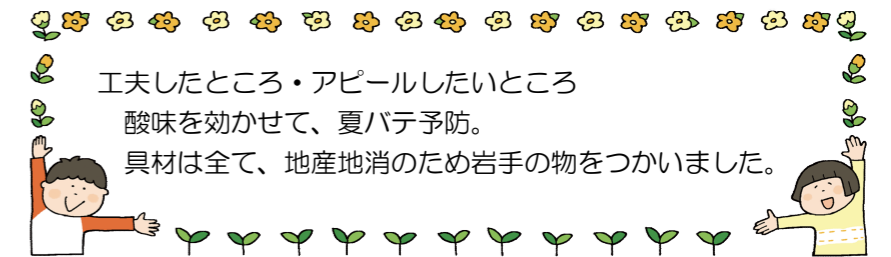 工夫したところ・アピールしたいところ
酸味を効かせて、夏バテ予防。
具材は全て、地産地消のため岩手の物をつかいました。